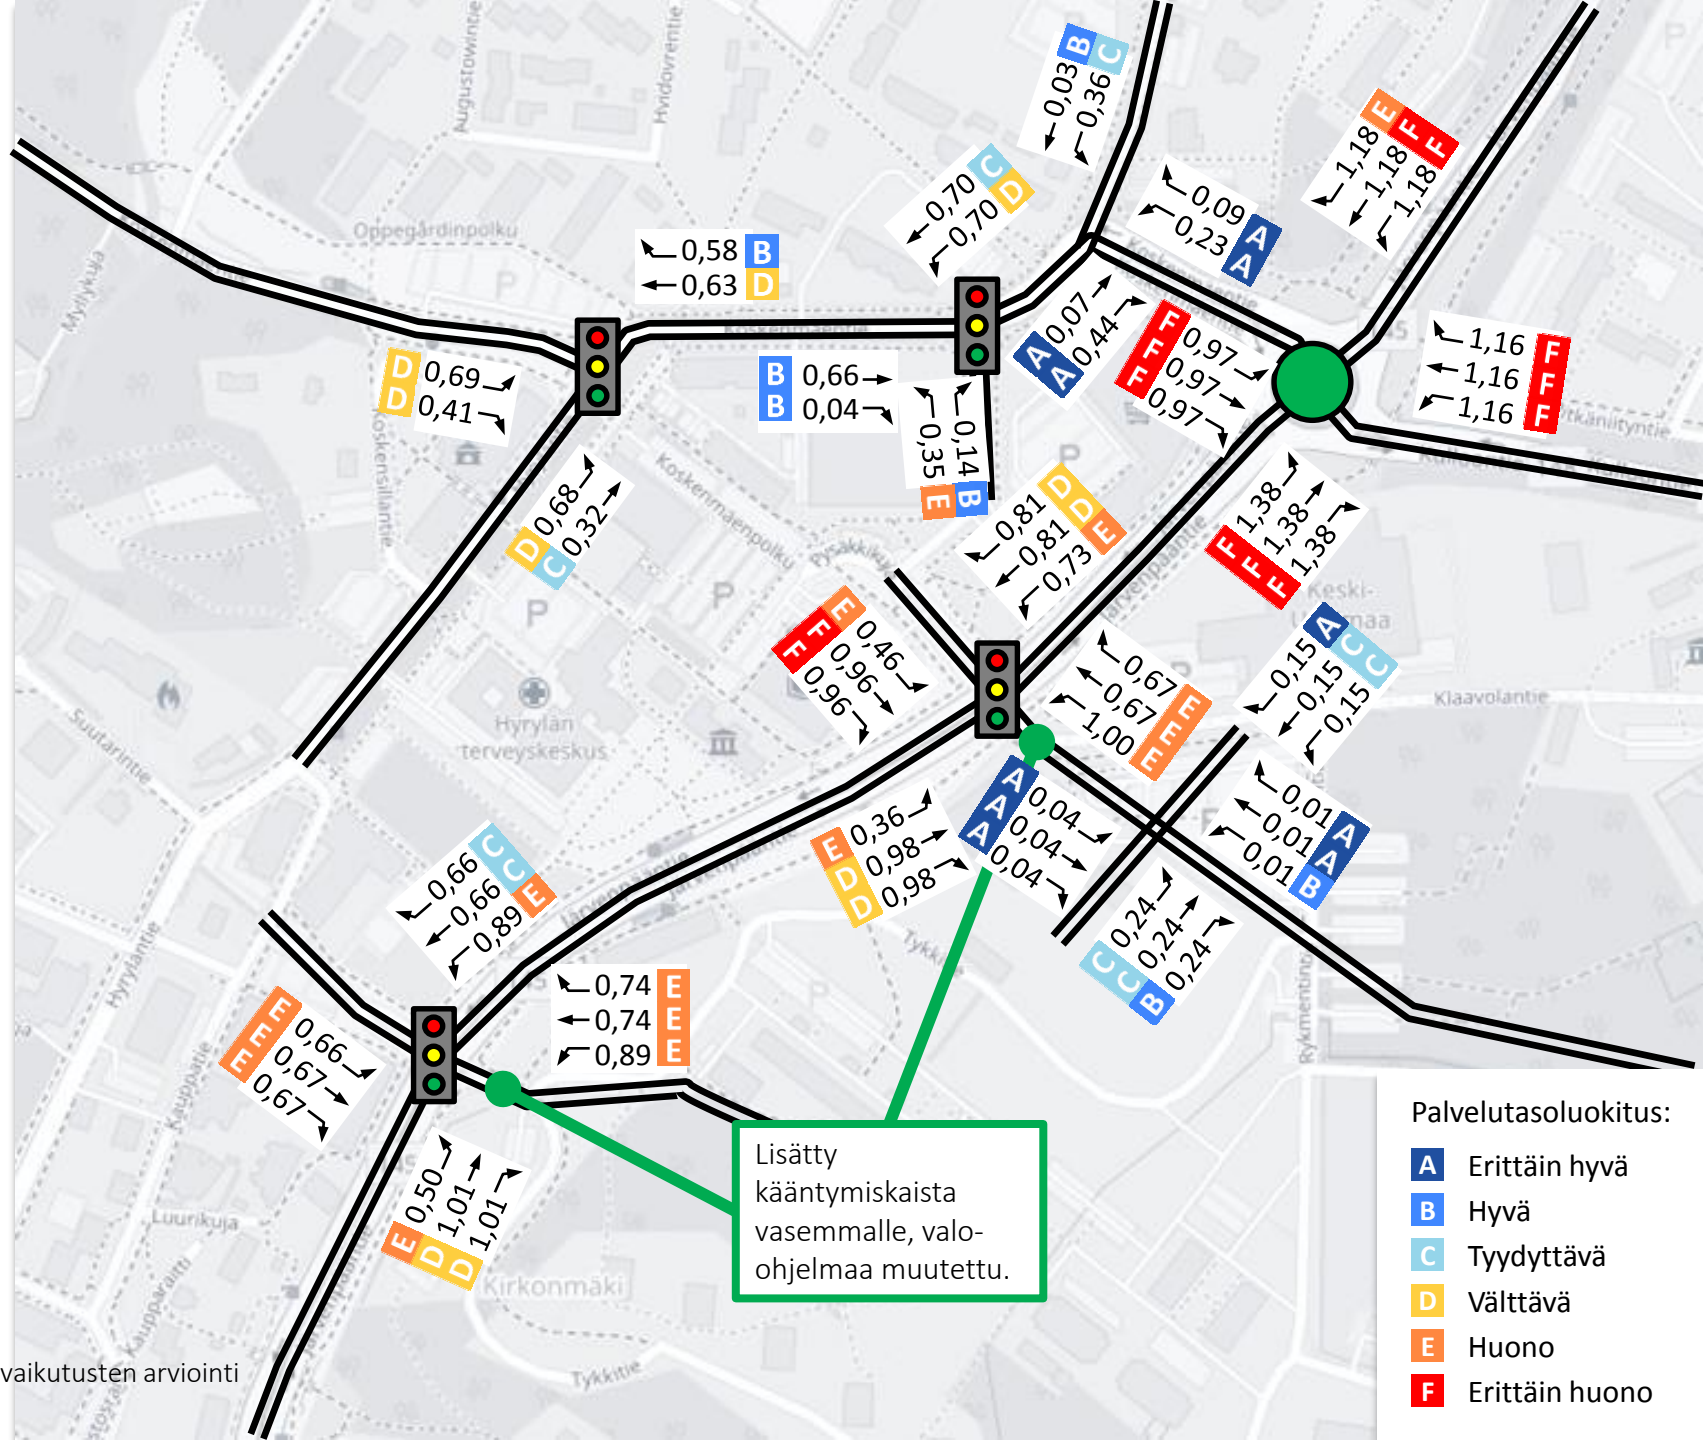 B C
0,03
0,36
E F F
1,18
1,18
1,18
C D
0,70
0,70
0,09 A
0,23 A
Augustowintie
Hvidovrentie
Oppegårdinpolku
Myllykuja
0,58 B
0,63 D
Koskenmäentie
A 0,07
A 0,44
F 0,97
F 0,97
F 0,97
1,16 F
1,16 F
1,16 F
D 0,69
D 0,41
B 0,66
B 0,04
E 0,35
B 0,14
Koskensillantie
Koskenmäenpolku
D 0,68
C 0,32
D D E
0,81
0,81
0,73
F 1,38
F 1,38
F 1,38
P
P
P
P
Keski-
E 0,46
F 0,96
F 0,96
0,67 E
0,67 E
1,00 E
A C C
0,15
0,15
0,15
Klaavolantie
Hyrylän
terveyskeskus
Suutarintie
A 0,04
A 0,04
A 0,04
0,01 A
0,01 A
0,01 B
E 0,36
D 0,98
D 0,98
C 0,24
C 0,24
B 0,24
C C E
0,66
0,66
0,89
Hyryläntie
Kauppatie
0,74 E
0,74 E
0,89 E
E 0,66
E 0,67
E 0,67
E 0,50
D 1,01
D 1,01
Luurikuja
Kirkonmäki
Tykkitie
Lisätty
kääntymiskaista
vasemmalle, valo-
ohjelmaa muutettu.
Palvelutasoluokitus:
A Erittäin hyvä
B Hyvä
C Tyydyttävä
D Välttävä
E Huono
F Erittäin huono
vaikutusten arviointi